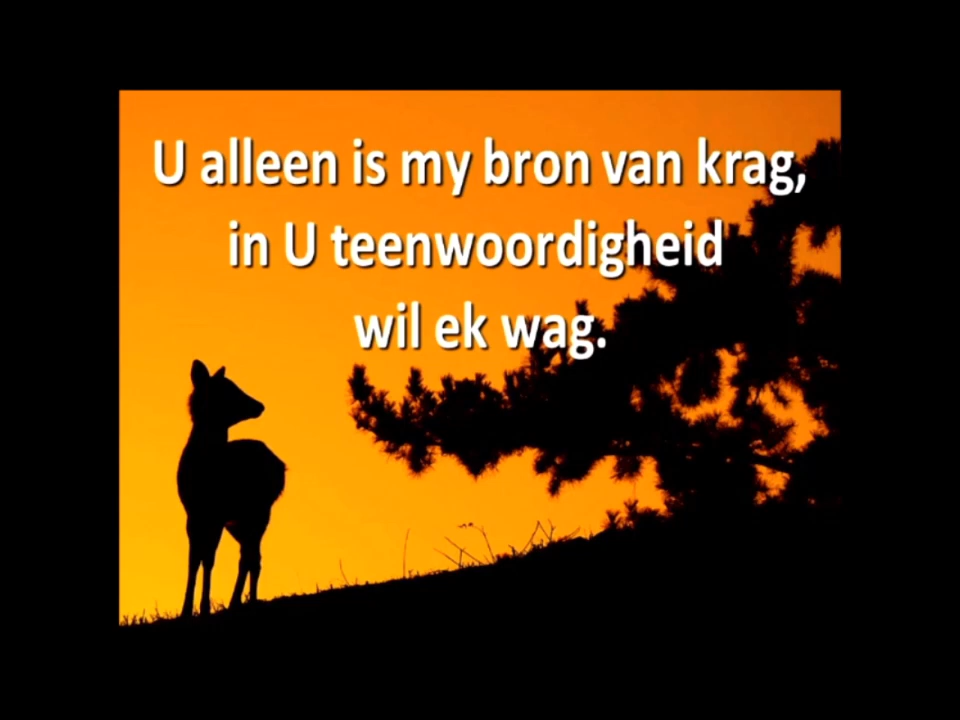 U alleen is my bron van krag,
in U teenwoordigheid
wil ek wag.